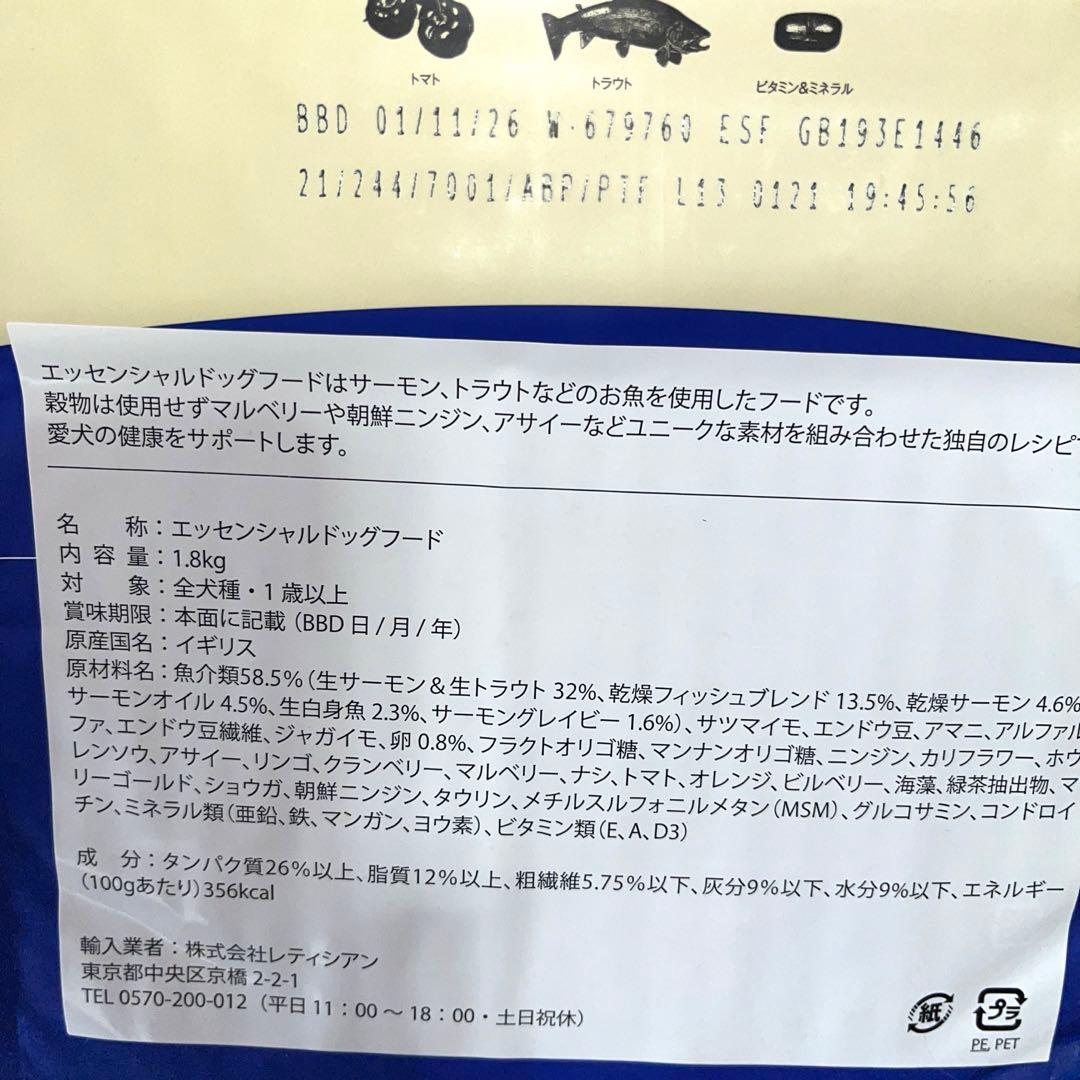 トマト
トラウト
ビタミン&ミネラル
BBD 01/11/26 W·679760 ESF GB193E1446
21/244/7001/ABP/PTF L13 0121 19:45:56
エッセンシャルドッグフードはサーモン、トラウトなどのお魚を使用したフードです。
穀物は使用せずマルベリーや朝鮮ニンジン、アサイーなどユニークな素材を組み合わせた独自のレシピ
愛犬の健康をサポートします。
名　　称：エッセンシャルドッグフード
内 容 量：1.8kg
対　　象：全犬種・1 歳以上
賞味期限：本面に記載（BBD 日 / 月 / 年）
原産国名：イギリス
原材料名：魚介類58.5%（生サーモン＆生トラウト 32%、乾燥フィッシュブレンド 13.5%、乾燥サーモン 4.6%
サーモンオイル 4.5%、生白身魚 2.3%、サーモングレイビー 1.6%）、サツマイモ、エンドウ豆、アマニ、アルファル
ファ、エンドウ豆繊維、ジャガイモ、卵 0.8%、フラクトオリゴ糖、マンナンオリゴ糖、ニンジン、カリフラワー、ホウ
レンソウ、アサイー、リンゴ、クランベリー、マルベリー、ナシ、トマト、オレンジ、ビルベリー、海藻、緑茶抽出物、マ
リーゴールド、ショウガ、朝鮮ニンジン、タウリン、メチルスルフォニルメタン（MSM）、グルコサミン、コンドロイ
チン、ミネラル類（亜鉛、鉄、マンガン、ヨウ素）、ビタミン類（E、A、D3）
成　分：タンパク質26%以上、脂質12%以上、粗繊維5.75%以下、灰分9%以下、水分9%以下、エネルギー
（100gあたり）356kcal
輸入業者：株式会社レティシアン
東京都中央区京橋 2-2-1
TEL 0570-200-012（平日 11：00 ～ 18：00・土日祝休）
紙 プラ
PE, PET